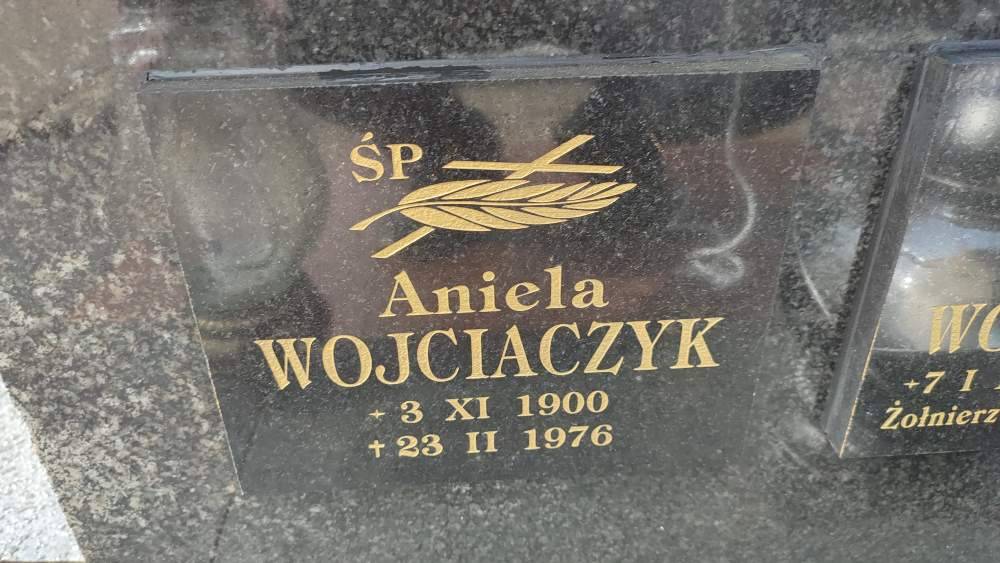 ŚP
Aniela
WOJCIACZYK
+ 3 XI 1900
† 23 II 1976
+7 I
Żołnierz